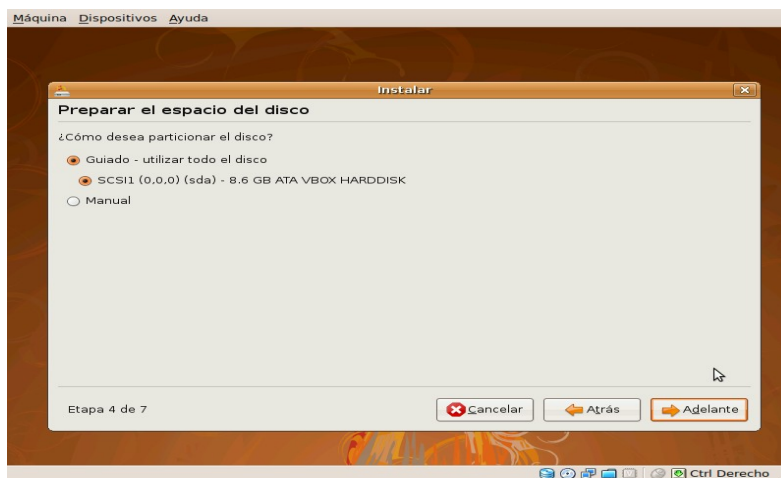 Máquina Dispositivos Ayuda
Instalar
Preparar el espacio del disco
¿Cómo desea particionar el disco?
Guiado - utilizar todo el disco
SCSI1 (0,0,0) (sda) - 8.6 GB ATA VBOX HARDDISK
Manual
Etapa 4 de 7
Cancelar
Atrás
Adelante
Ctrl Derecho